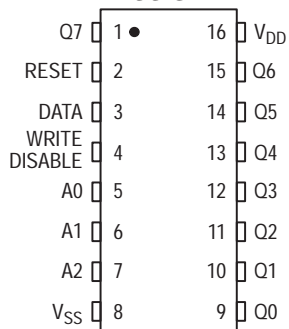 Q7 1 16 VDD
RESET 2 15 Q6
DATA 3 14 Q5
WRITE
DISABLE 4 13 Q4
A0 5 12 Q3
A1 6 11 Q2
A2 7 10 Q1
VSS 8 9 Q0